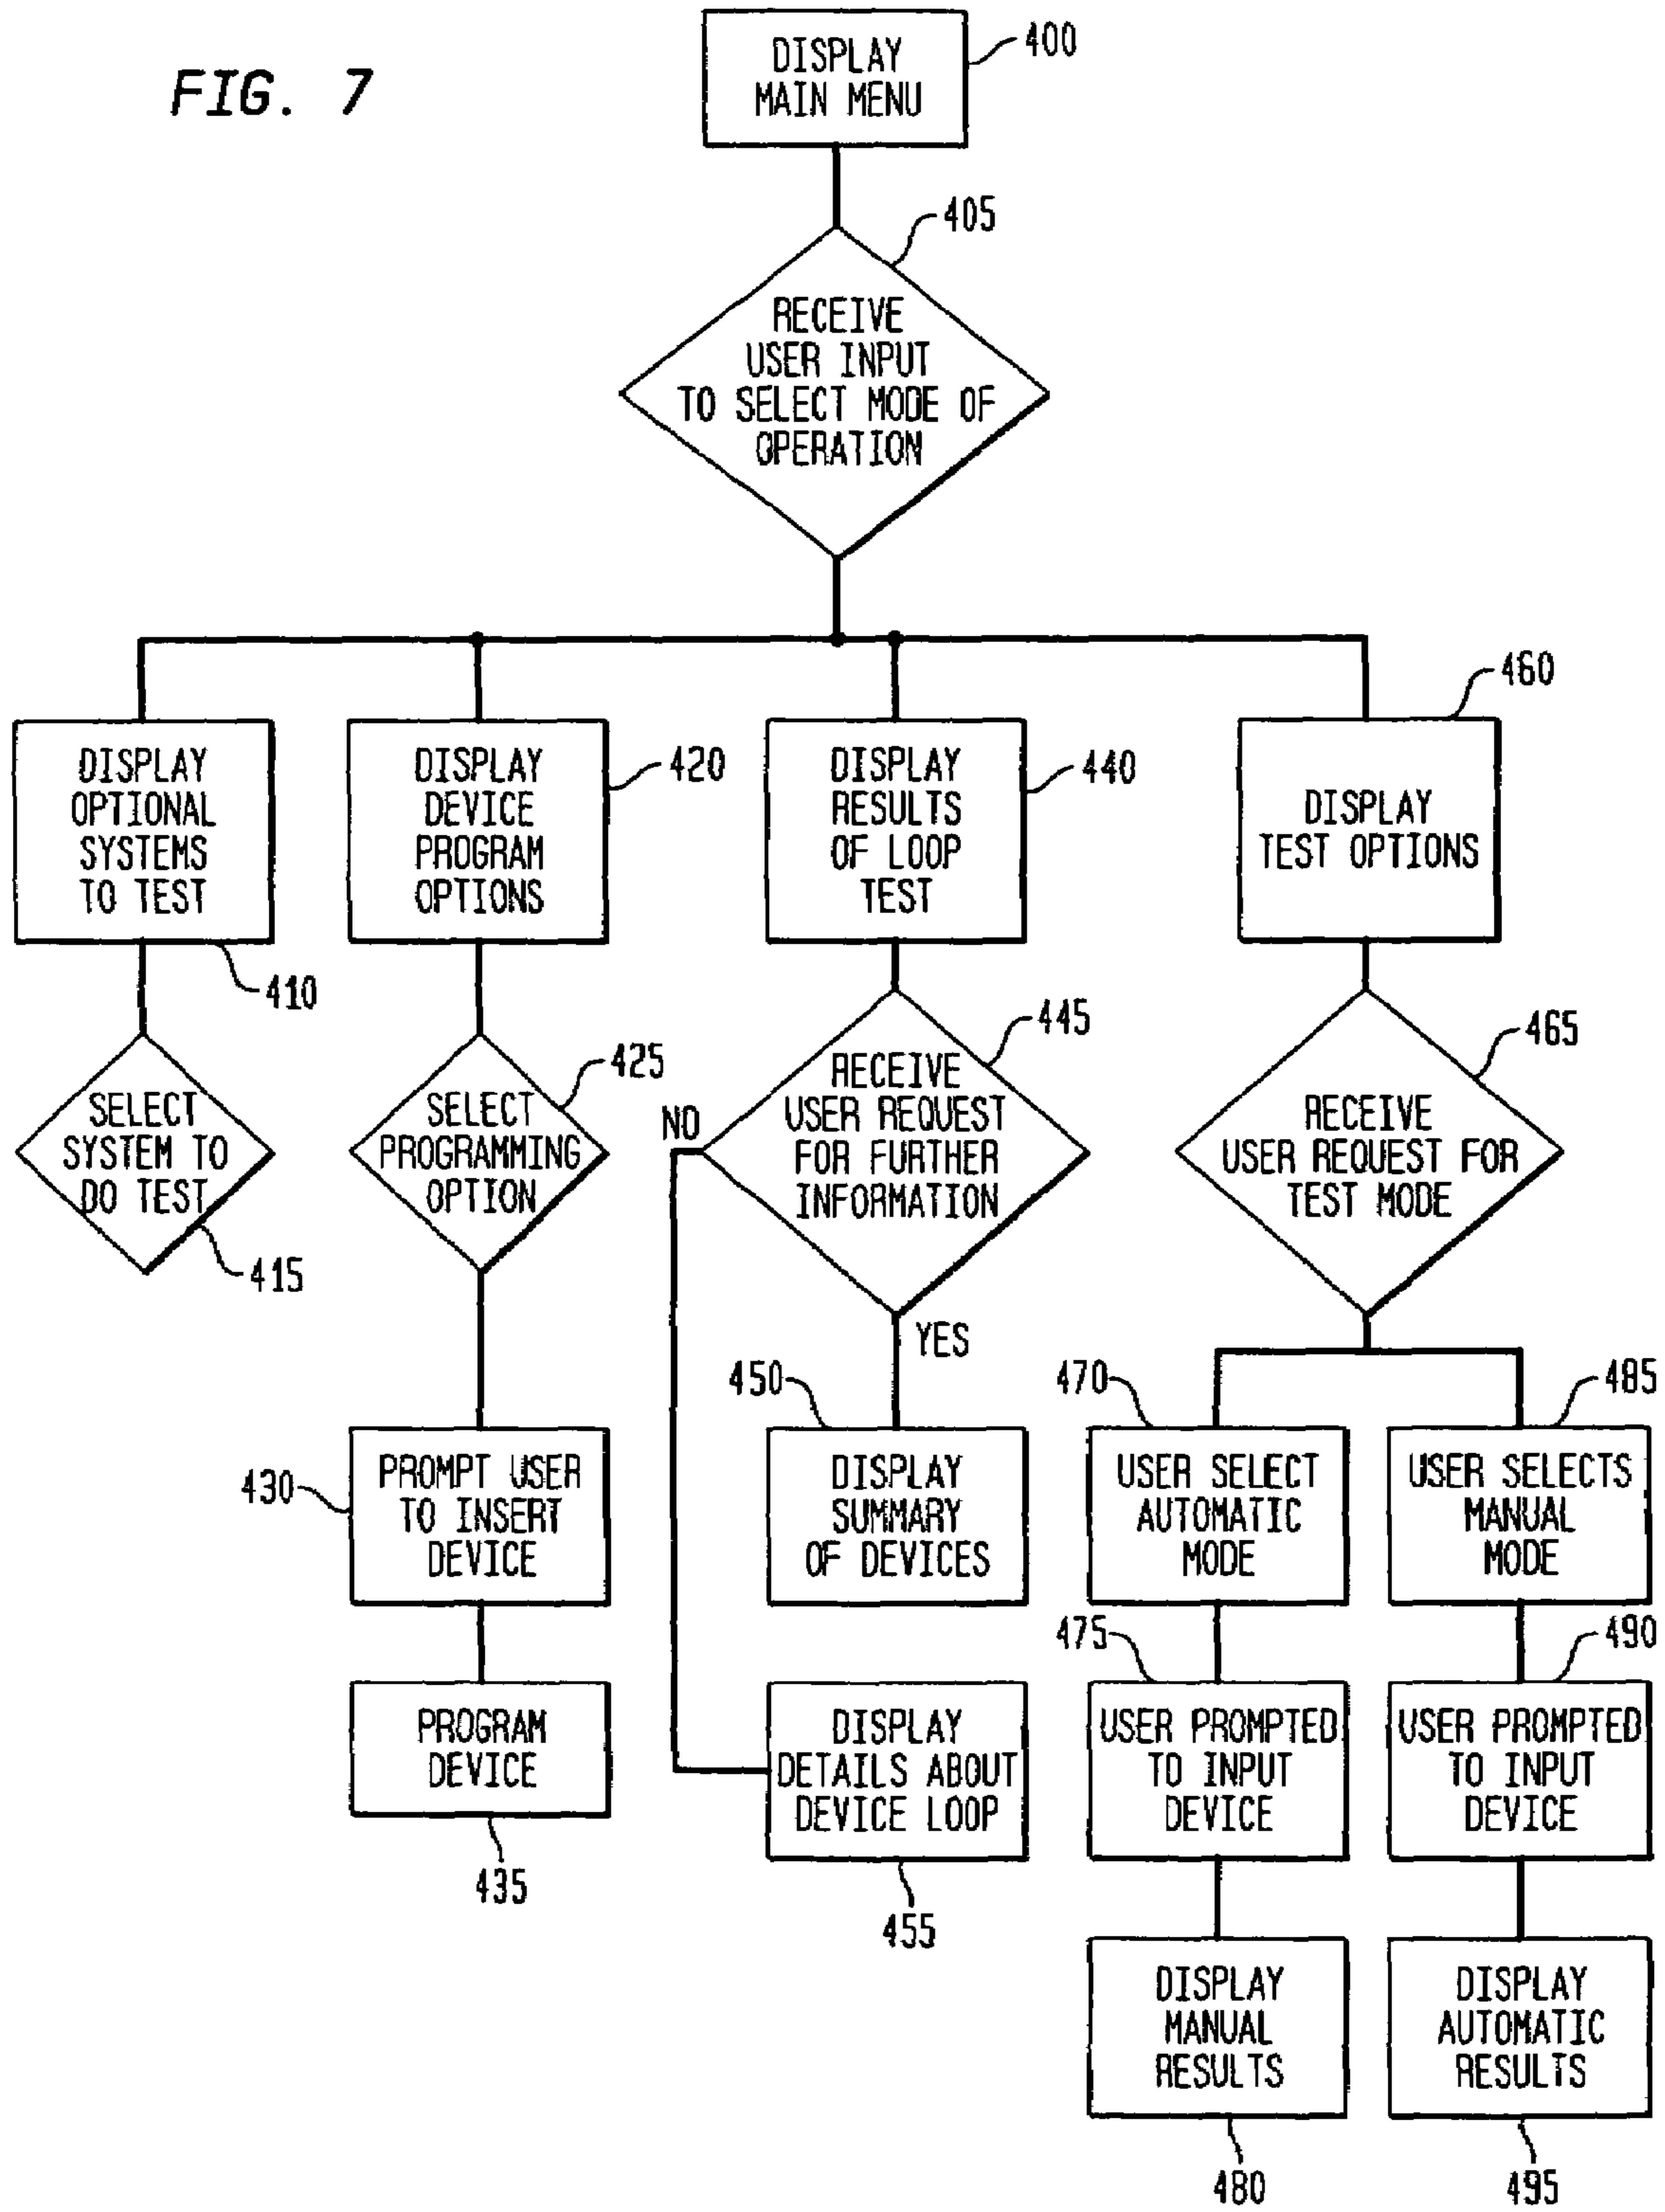 FIG. 7
DISPLAY
MAIN MENU
400
405
RECEIVE
USER INPUT
TO SELECT MODE OF
OPERATION
DISPLAY
OPTIONAL
SYSTEMS
TO TEST
410
SELECT
SYSTEM TO
DO TEST
415
DISPLAY
DEVICE
PROGRAM
OPTIONS
420
SELECT
PROGRAMMING
OPTION
425
430
PROMPT USER
TO INSERT
DEVICE
PROGRAM
DEVICE
435
DISPLAY
RESULTS
OF LOOP
TEST
440
445
RECEIVE
USER REQUEST
FOR FURTHER
INFORMATION
NO
YES
450
DISPLAY
SUMMARY
OF DEVICES
DISPLAY
DETAILS ABOUT
DEVICE LOOP
455
460
DISPLAY
TEST OPTIONS
465
RECEIVE
USER REQUEST FOR
TEST MODE
470
USER SELECT
AUTOMATIC
MODE
475
USER PROMPTED
TO INPUT
DEVICE
DISPLAY
MANUAL
RESULTS
480
485
USER SELECTS
MANUAL
MODE
490
USER PROMPTED
TO INPUT
DEVICE
DISPLAY
AUTOMATIC
RESULTS
495